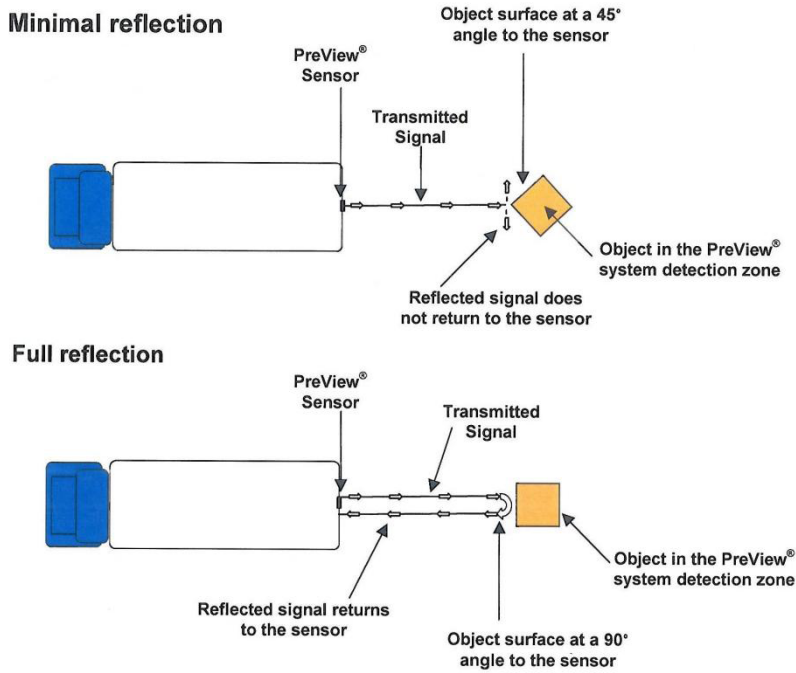 Minimal reflection
Object surface at a 45°
angle to the sensor
PreView®
Sensor
Transmitted
Signal
Object in the PreView®
system detection zone
Reflected signal does
not return to the sensor
Full reflection
PreView®
Sensor
Transmitted
Signal
Object in the PreView®
system detection zone
Reflected signal returns
to the sensor
Object surface at a 90°
angle to the sensor